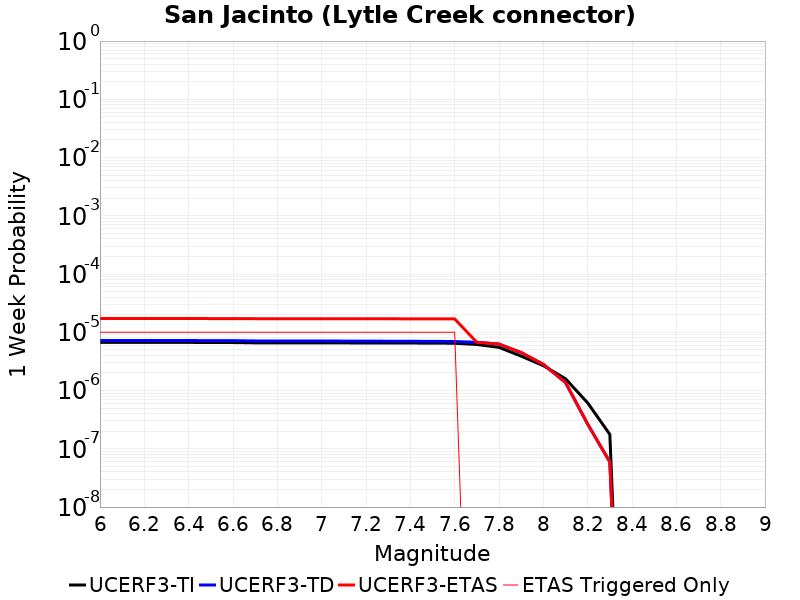 San Jacinto (Lytle Creek connector)
10^0
10^-1
10^-2
10^-3
10^-4
10^-5
10^-6
10^-7
10^-8
1 Week Probability
6 6.2 6.4 6.6 6.8 7 7.2 7.4 7.6 7.8 8 8.2 8.4 8.6 8.8 9
Magnitude
UCERF3-TI UCERF3-TD UCERF3-ETAS ETAS Triggered Only